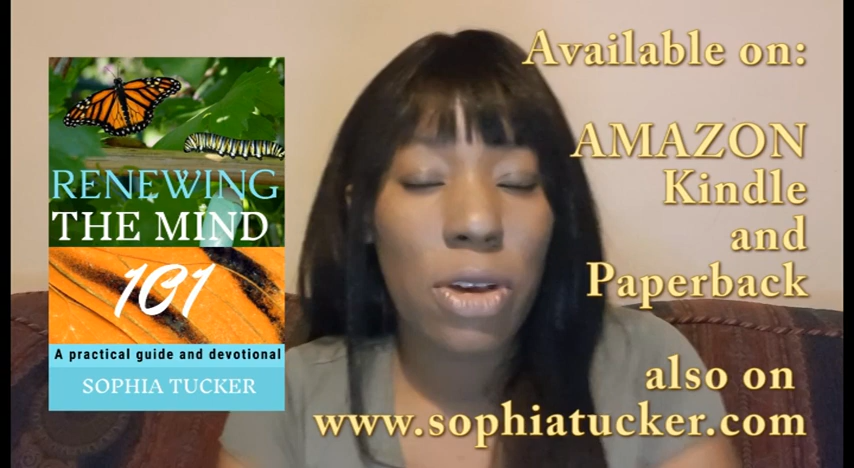 RENEWING
THE MIND
101
A practical guide and devotional
SOPHIA TUCKER
Available on:
AMAZON
Kindle
and
Paperback
also on
www.sophiatucker.com